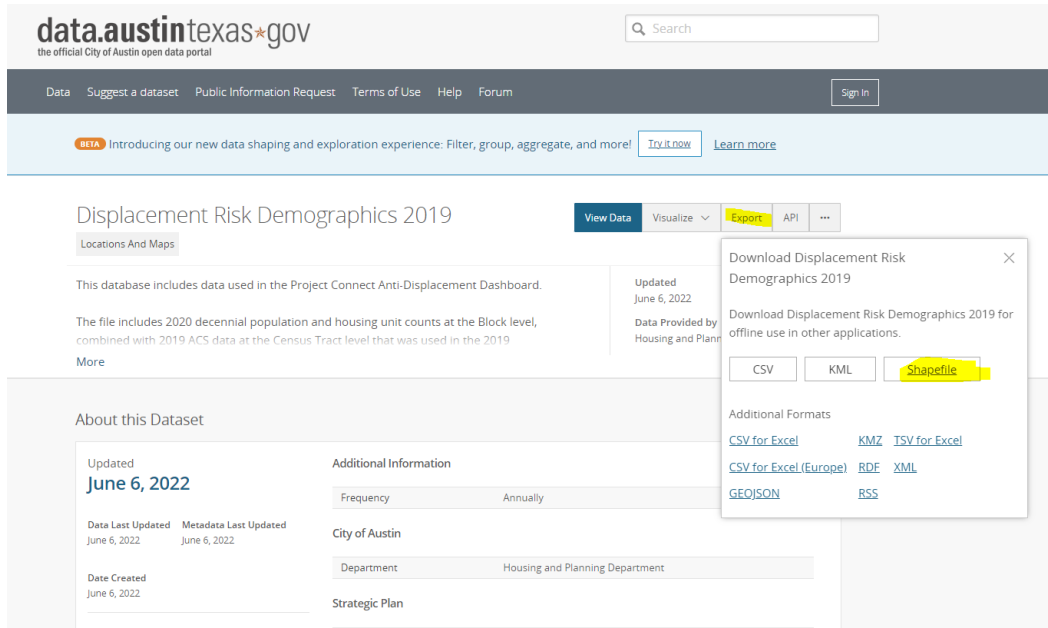 data.austintexas*gov
the official City of Austin open data portal
Search
Data Suggest a dataset Public Information Request Terms of Use Help Forum
Sign In
BETA Introducing our new data shaping and exploration experience: Filter, group, aggregate, and more! Try it now Learn more
Displacement Risk Demographics 2019
View Data Visualize Export API ...
Locations And Maps
This database includes data used in the Project Connect Anti-Displacement Dashboard.
The file includes 2020 decennial population and housing unit counts at the Block level,
combined with 2019 ACS data at the Census Tract level that was used in the 2019
More
Updated
June 6, 2022
Data Provided by
Housing and Plann
Download Displacement Risk
Demographics 2019
Download Displacement Risk Demographics 2019 for
offline use in other applications.
CSV KML Shapefile
Additional Formats
CSV for Excel KMZ TSV for Excel
CSV for Excel (Europe) RDF XML
GEOJSON RSS
About this Dataset
Updated
June 6, 2022
Data Last Updated Metadata Last Updated
June 6, 2022 June 6, 2022
Date Created
June 6, 2022
Additional Information
Frequency Annually
City of Austin
Department Housing and Planning Department
Strategic Plan